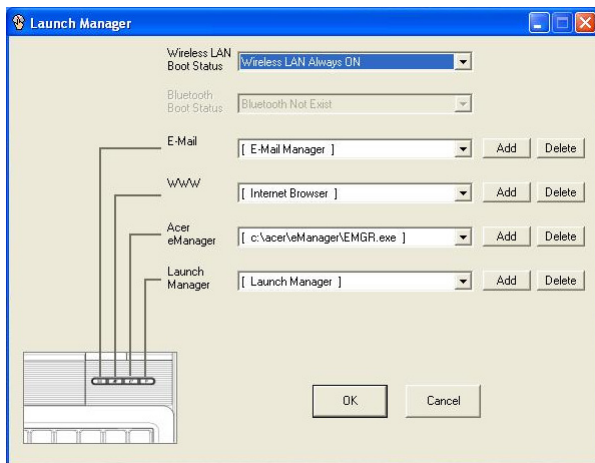 Launch Manager
Wireless LAN
Boot Status
Wireless LAN Always ON
Bluetooth
Boot Status
Bluetooth Not Exist
E-Mail
[ E-Mail Manager ]
Add
Delete
WWW
[ Internet Browser ]
Add
Delete
Acer
eManager
[ c:\acer\eManager\EMGR.exe ]
Add
Delete
Launch
Manager
[ Launch Manager ]
Add
Delete
OK
Cancel